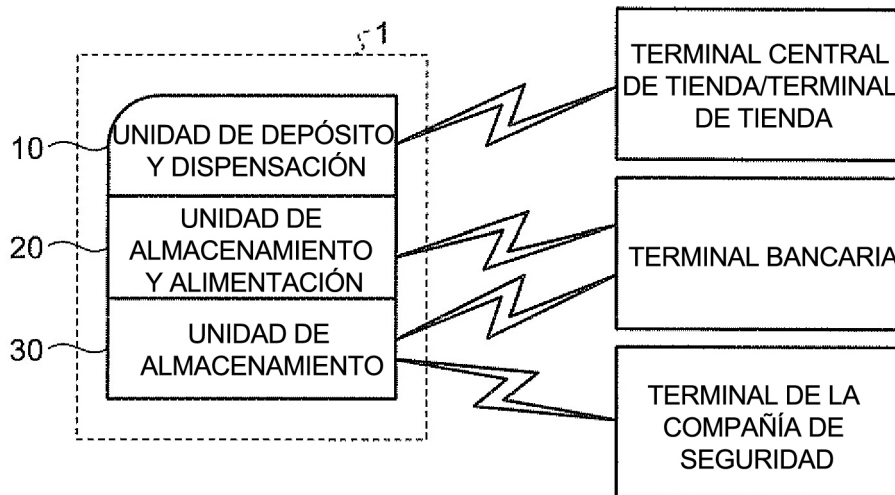 1
10
UNIDAD DE DEPÓSITO
Y DISPENSACIÓN
20
UNIDAD DE
ALMACENAMIENTO
Y ALIMENTACIÓN
30
UNIDAD DE
ALMACENAMIENTO
TERMINAL CENTRAL
DE TIENDA/TERMINAL
DE TIENDA
TERMINAL BANCARIA
TERMINAL DE LA
COMPAÑÍA DE
SEGURIDAD